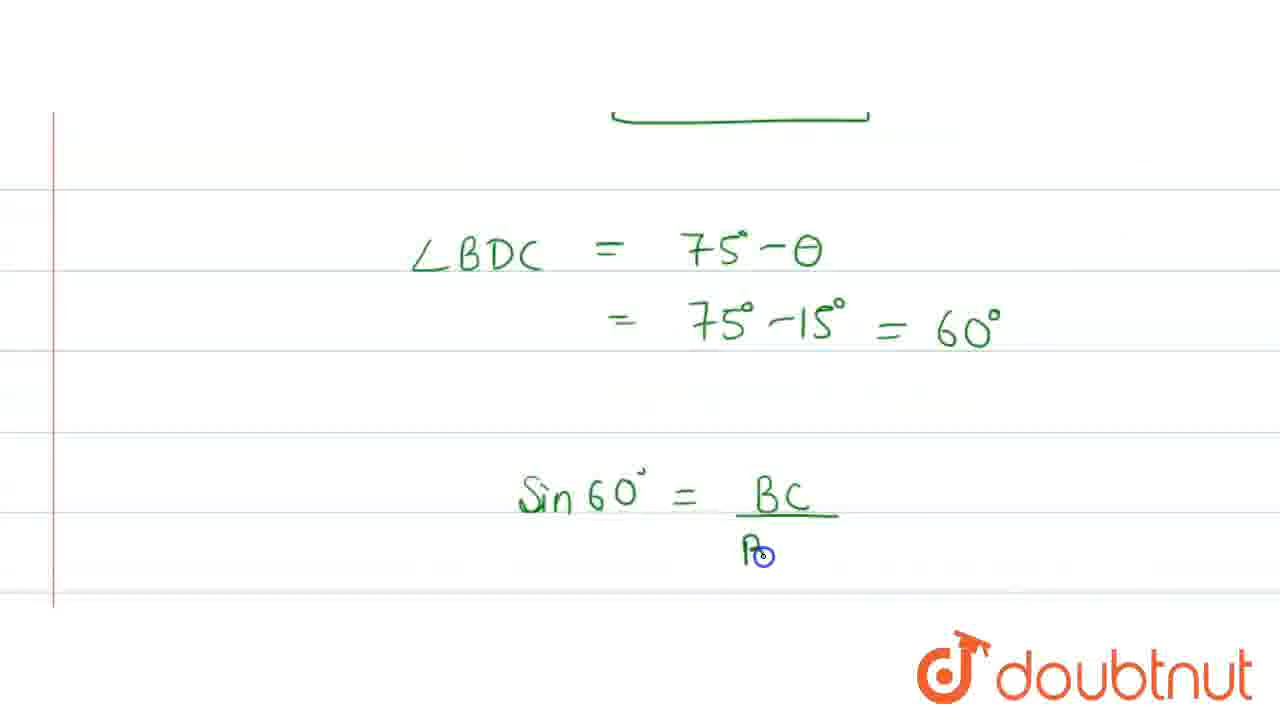 ∠BDC = 75° − θ
= 75° − 15° = 60°
Sin 60° = BC
doubtnut